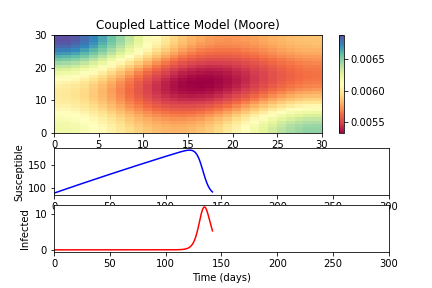 Coupled Lattice Model (Moore)
30
20
10
0
0 5 10 15 20 25 30
0.0065
0.0060
0.0055
Susceptible
150
100
0 50 100 150 200 250 300
Infected
10
0
0 50 100 150 200 250 300
Time (days)